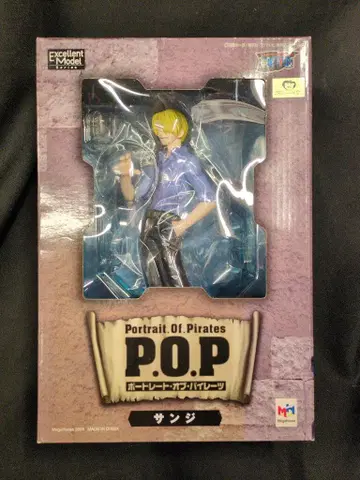 Excellent
Model
Series
Portrait.Of.Pirates
P.O.P
ポートレート・オブ・パイレーツ
サンジ
MegaHouse